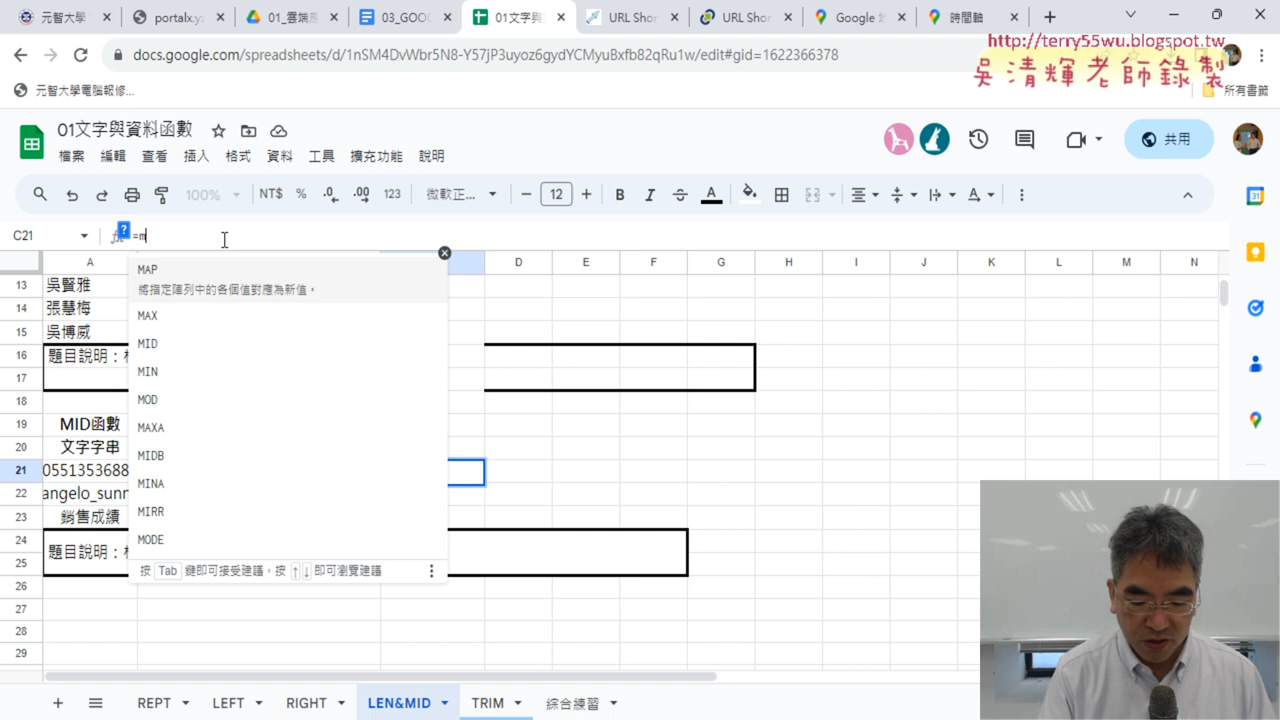 元智大學
portalx.yz
01_雲端
03_GOO
01文字與
URL Shor
URL Shor
Google 地
時間軸
docs.google.com/spreadsheets/d/1nSM4DvWbr5N8-Y57jP3uyoz6gydYCMyuBxfb82qRu1w/edit#gid=1622366378
http://terry55wu.blogspot.tw
吳清輝老師錄製
元智大學電腦報修...
所有書籤
01文字與資料函數
檔案 編輯 查看 插入 格式 資料 工具 擴充功能 說明
共用
100% NT$ % .0 .00 123 微軟正... 12 B I A
31
C21 fx ? =m
A D E F G H I J K L M N
MAP
將指定陣列中的各個值對應為新值。
MAX
MID
MIN
MOD
MAXA
MIDB
MINA
MIRR
MODE
按 Tab 鍵即可接受建議，按 ↑ ↓ 即可瀏覽建議
13 吳賢雅
14 張慧梅
15 吳博威
16 題目說明：
17
18
19 MID函數
20 文字字串
21 0551353688
22 angelo_sunn
23 銷售成績
24 題目說明：
25
26
27
28
29
REPT LEFT RIGHT LEN&MID TRIM 綜合練習